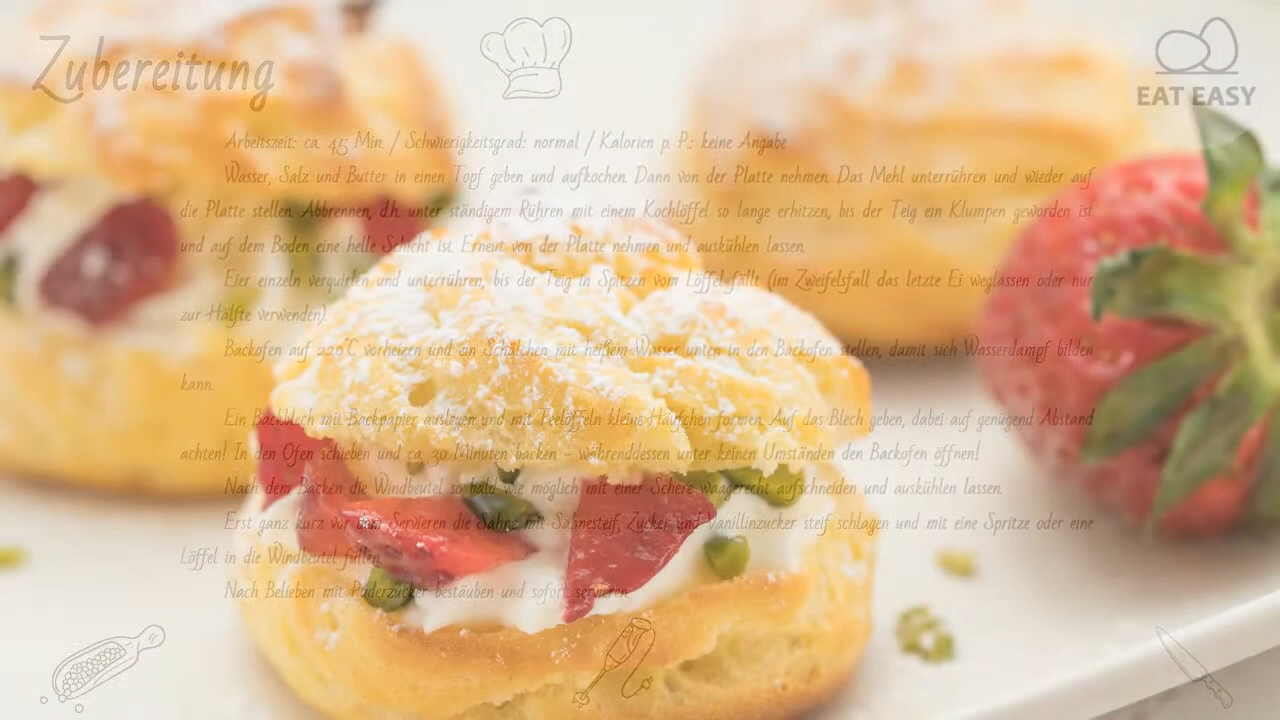 Zubereitung
EAT EASY
Arbeitszeit: ca. 45 Min. / Schwierigkeitsgrad: normal / Kalorien p. P.: keine Angabe
Wasser, Salz und Butter in einen Topf geben und aufkochen. Dann von der Platte nehmen. Das Mehl unterrühren und wieder auf
die Platte stellen. Abbrennen, d.h. unter ständigem Rühren mit einem Kochlöffel so lange erhitzen, bis der Teig ein Klumpen geworden ist
und auf dem Boden eine helle Schicht ist. Erneut von der Platte nehmen und auskühlen lassen.
Eier einzeln verquirlen und unterrühren, bis der Teig in Spitzen vom Löffel fällt (im Zweifelsfall das letzte Ei weglassen oder nur
zur Hälfte verwenden).
Backofen auf 220°C vorheizen und ein Schälchen mit heißem Wasser unten in den Backofen stellen, damit sich Wasserdampf bilden
kann.
Ein Backblech mit Backpapier auslegen und mit Teelöffeln kleine Häufchen formen. Auf das Blech geben, dabei auf genügend Abstand
achten! In den Ofen schieben und ca. 30 Minuten backen - währenddessen unter keinen Umständen den Backofen öffnen!
Nach dem Backen die Windbeutel so bald wie möglich mit einer Schere waagerecht aufschneiden und auskühlen lassen.
Erst ganz kurz vor dem Servieren die Sahne mit Sahnesteif, Zucker und Vanillinzucker steif schlagen und mit eine Spritze oder eine
Löffel in die Windbeutel füllen.
Nach Belieben mit Puderzucker bestäuben und sofort servieren.